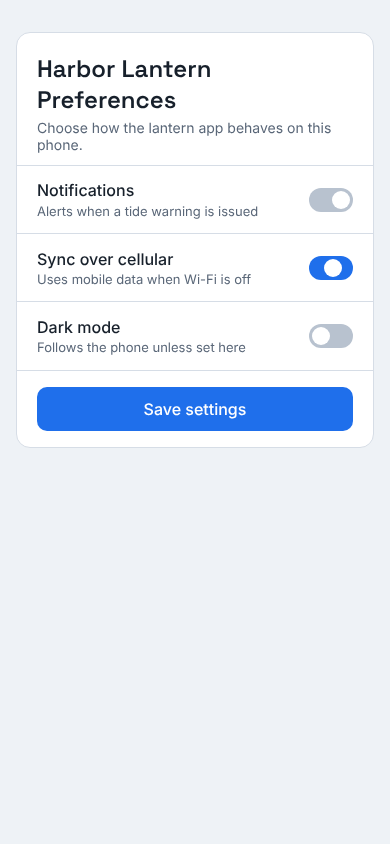 Harbor Lantern
Preferences
Choose how the lantern app behaves on this
phone.
Notifications
Alerts when a tide warning is issued
Sync over cellular
Uses mobile data when Wi-Fi is off
Dark mode
Follows the phone unless set here
Save settings